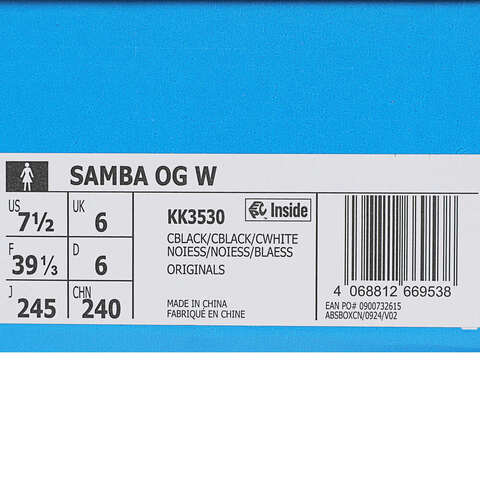 SAMBA OG W
US 7½ UK 6
F 39⅓ D 6
J 245 CHN 240
KK3530 Inside
CBLACK/CBLACK/CWHITE
NOIESS/NOIESS/BLAESS
ORIGINALS
MADE IN CHINA
FABRIQUÉ EN CHINE
4 068812 669538
EAN PO# 0900732615
ABSBOXCN/0924/V02